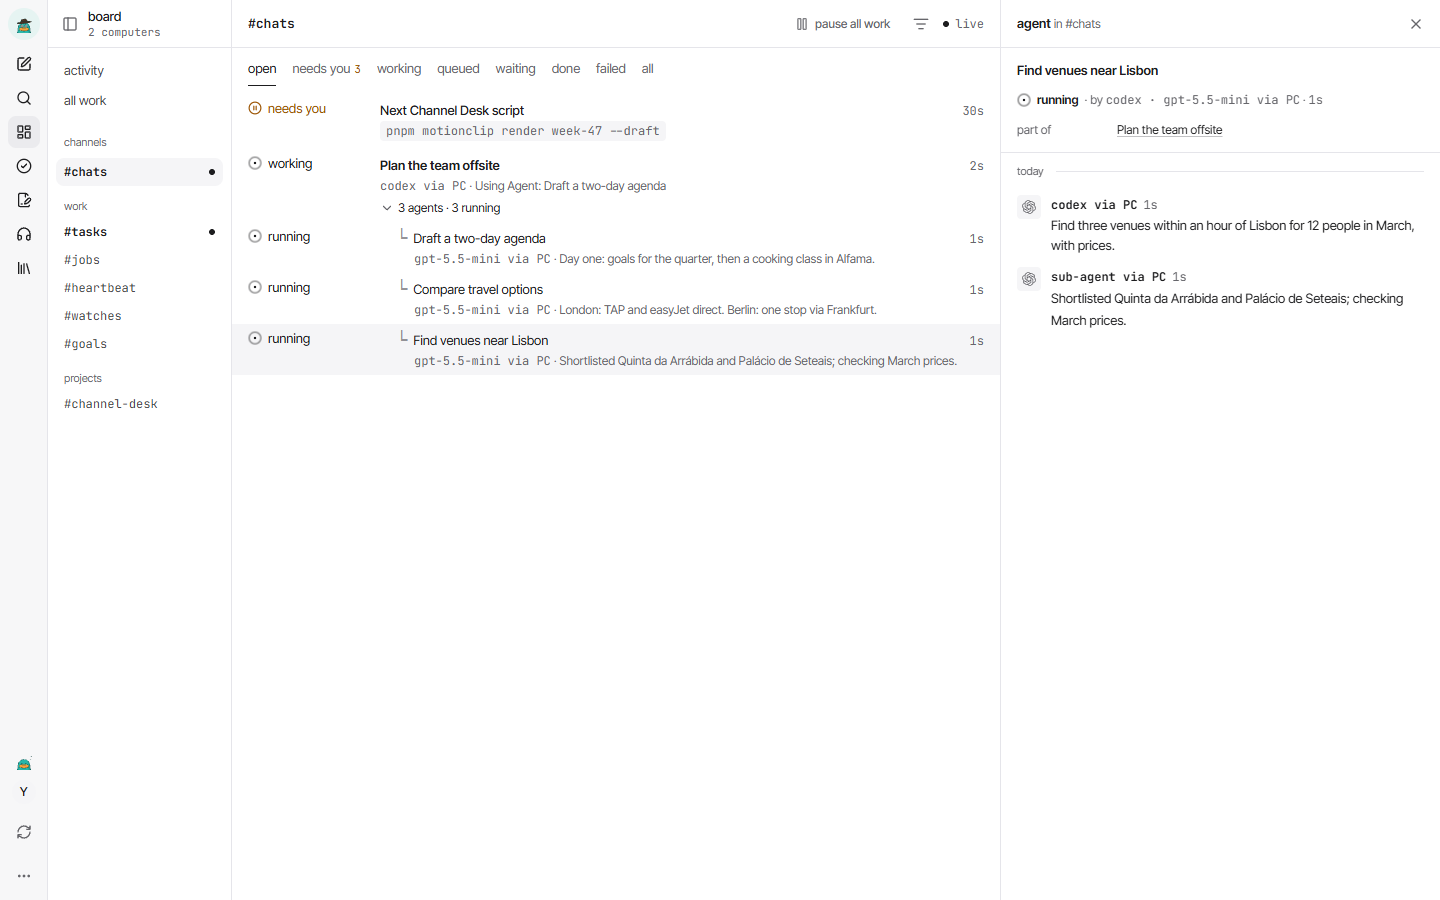 board
2 computers
activity
all work
channels
#chats
work
#tasks
#jobs
#heartbeat
#watches
#goals
projects
#channel-desk
Y
#chats
pause all work
live
open
needs you 3
working
queued
waiting
done
failed
all
needs you
Next Channel Desk script
30s
pnpm motionclip render week-47 --draft
working
Plan the team offsite
2s
codex via PC · Using Agent: Draft a two-day agenda
3 agents · 3 running
running
Draft a two-day agenda
1s
gpt-5.5-mini via PC · Day one: goals for the quarter, then a cooking class in Alfama.
running
Compare travel options
1s
gpt-5.5-mini via PC · London: TAP and easyJet direct. Berlin: one stop via Frankfurt.
running
Find venues near Lisbon
1s
gpt-5.5-mini via PC · Shortlisted Quinta da Arrábida and Palácio de Seteais; checking March prices.
agent in #chats
Find venues near Lisbon
running · by codex · gpt-5.5-mini via PC · 1s
part of
Plan the team offsite
today
codex via PC 1s
Find three venues within an hour of Lisbon for 12 people in March,
with prices.
sub-agent via PC 1s
Shortlisted Quinta da Arrábida and Palácio de Seteais; checking
March prices.